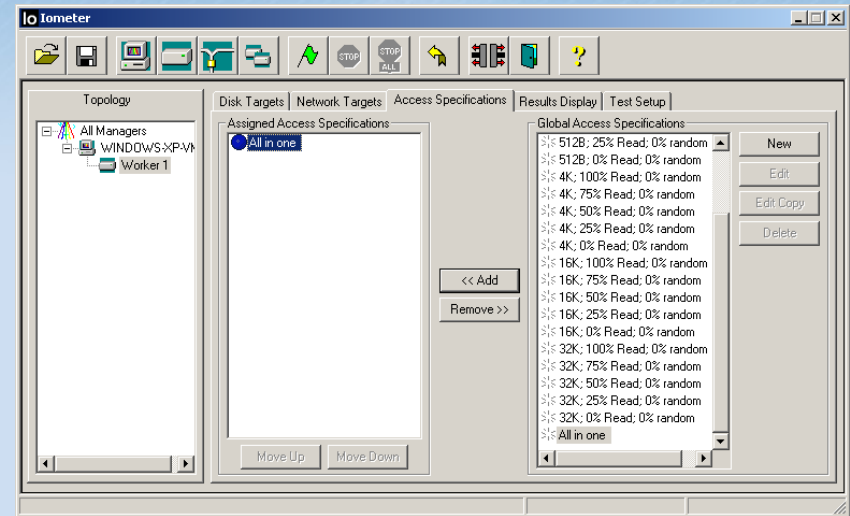 Io Iometer
STOP
STOP
ALL
?
Topology
All Managers
WINDOWS-XP-VM
Worker 1
Disk Targets
Network Targets
Access Specifications
Results Display
Test Setup
Assigned Access Specifications
All in one
Move Up
Move Down
<< Add
Remove >>
Global Access Specifications
512B; 25% Read; 0% random
512B; 0% Read; 0% random
4K; 100% Read; 0% random
4K; 75% Read; 0% random
4K; 50% Read; 0% random
4K; 25% Read; 0% random
4K; 0% Read; 0% random
16K; 100% Read; 0% random
16K; 75% Read; 0% random
16K; 50% Read; 0% random
16K; 25% Read; 0% random
16K; 0% Read; 0% random
32K; 100% Read; 0% random
32K; 75% Read; 0% random
32K; 50% Read; 0% random
32K; 25% Read; 0% random
32K; 0% Read; 0% random
All in one
New
Edit
Edit Copy
Delete